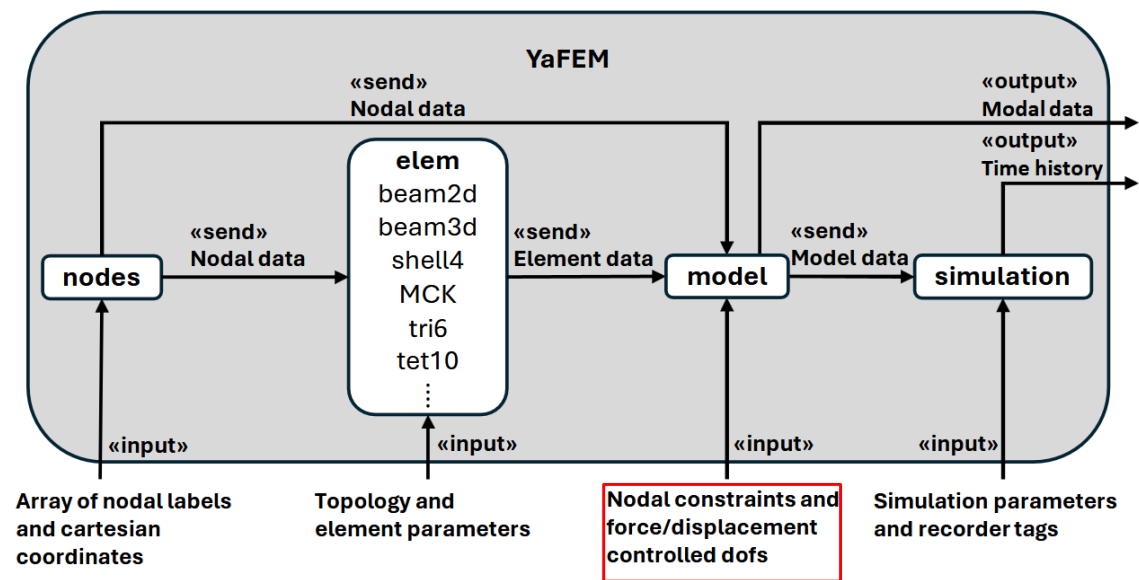 YaFEM
«send»
Nodal data
«output»
Modal data
«output»
Time history
elem
beam2d
beam3d
shell4
MCK
tri6
tet10
⋮
nodes
«send»
Nodal data
«send»
Element data
model
«send»
Model data
simulation
«input»
«input»
«input»
«input»
Array of nodal labels
and cartesian
coordinates
Topology and
element parameters
Nodal constraints and
force/displacement
controlled dofs
Simulation parameters
and recorder tags